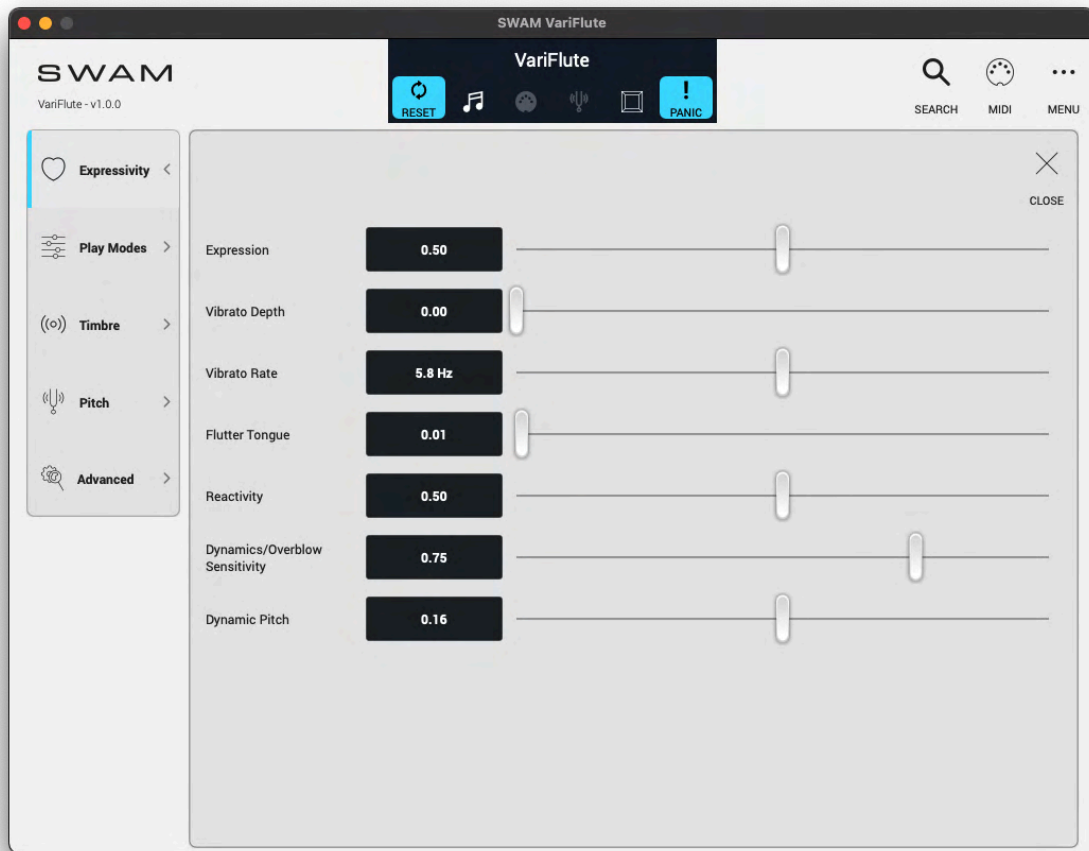 SWAM VariFlute
SWAM
VariFlute - v1.0.0
VariFlute
RESET
!
PANIC
SEARCH
MIDI
MENU
Expressivity
Play Modes
Timbre
Pitch
Advanced
CLOSE
Expression 0.50
Vibrato Depth 0.00
Vibrato Rate 5.8 Hz
Flutter Tongue 0.01
Reactivity 0.50
Dynamics/Overblow
Sensitivity 0.75
Dynamic Pitch 0.16